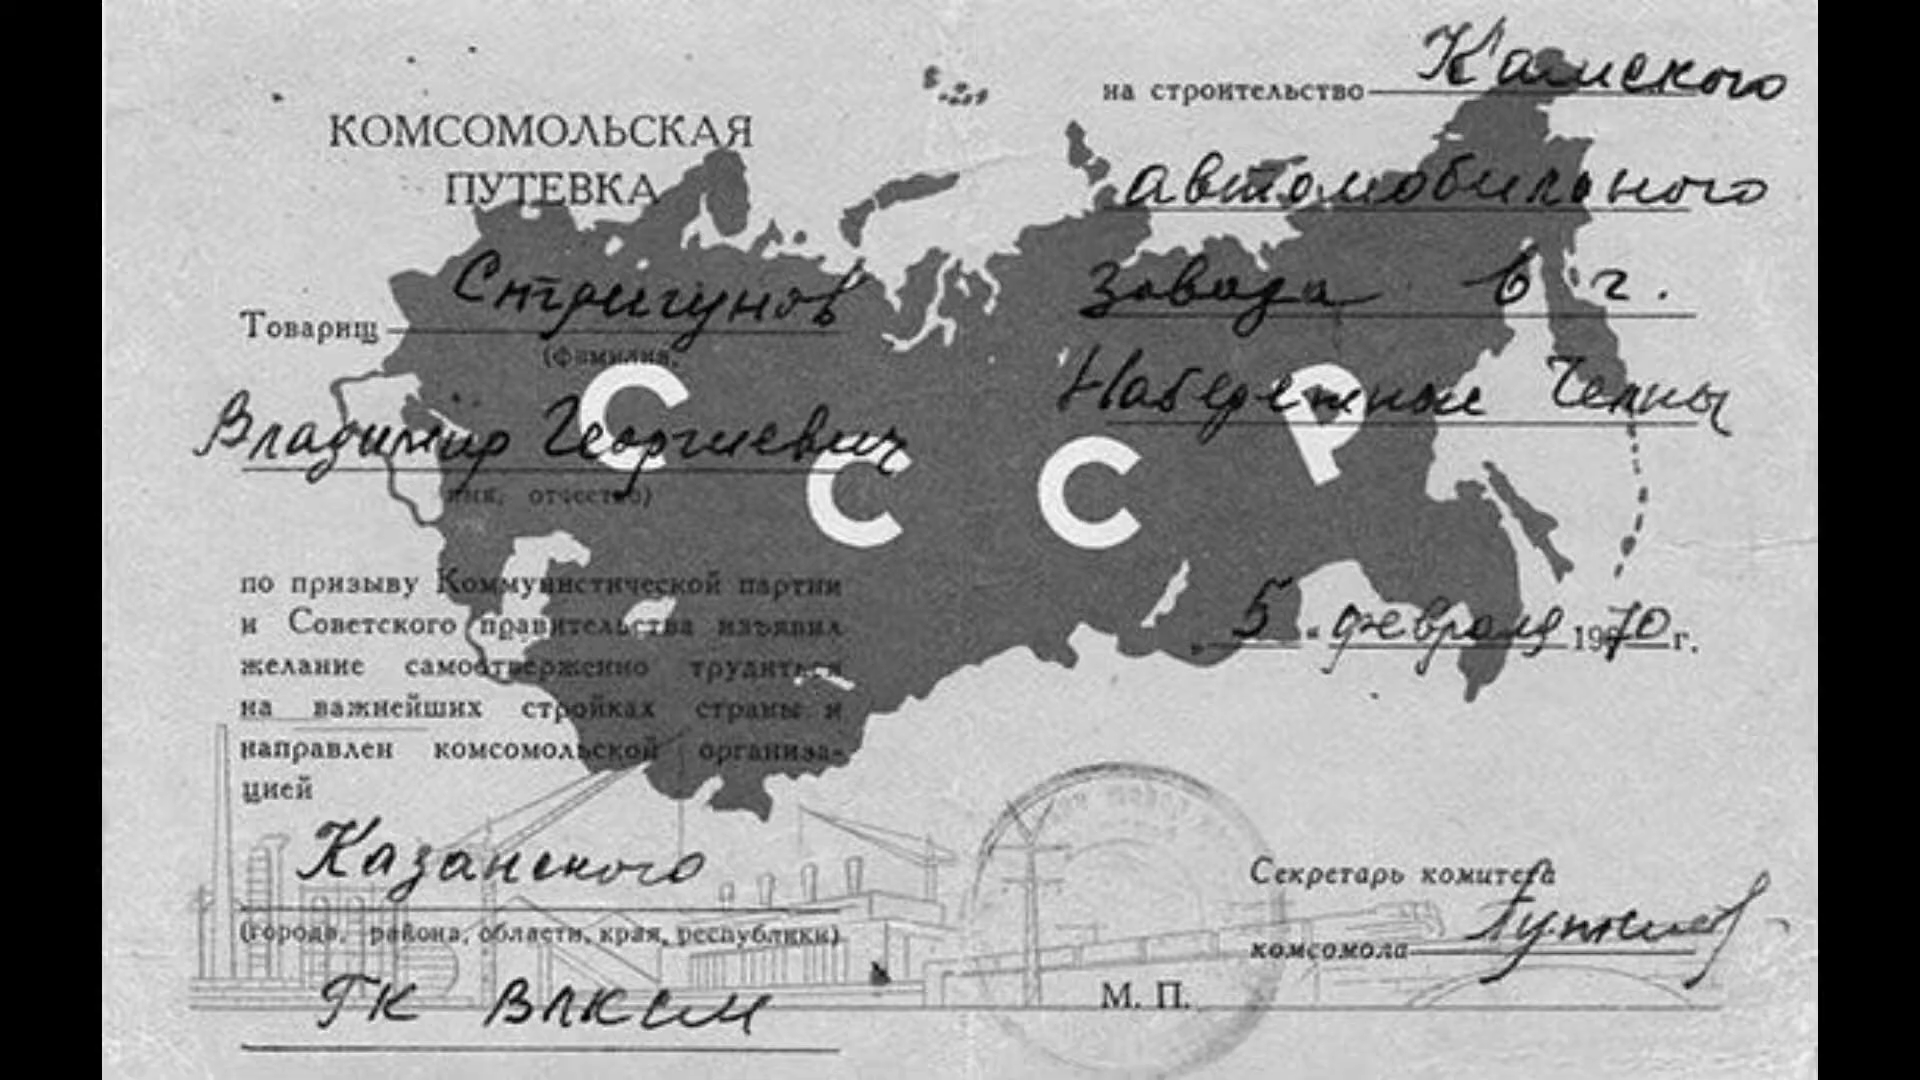 КОМСОМОЛЬСКАЯ
ПУТЕВКА
Товарищ Стригунов
(фамилия,
Владимир Георгиевич
имя, отчество)
по призыву Коммунистической партии
и Советского правительства изъявил
желание самоотверженно трудиться
на важнейших стройках страны и
направлен комсомольской организа-
цией
Казанского
(города, района, области, края, республики)
ГК ВЛКСМ
на строительство Камского
автомобильного
завода в г.
Набережные Челны
„ 5 " февраля 1970 г.
Секретарь комитета
комсомола
М. П.
С С С Р